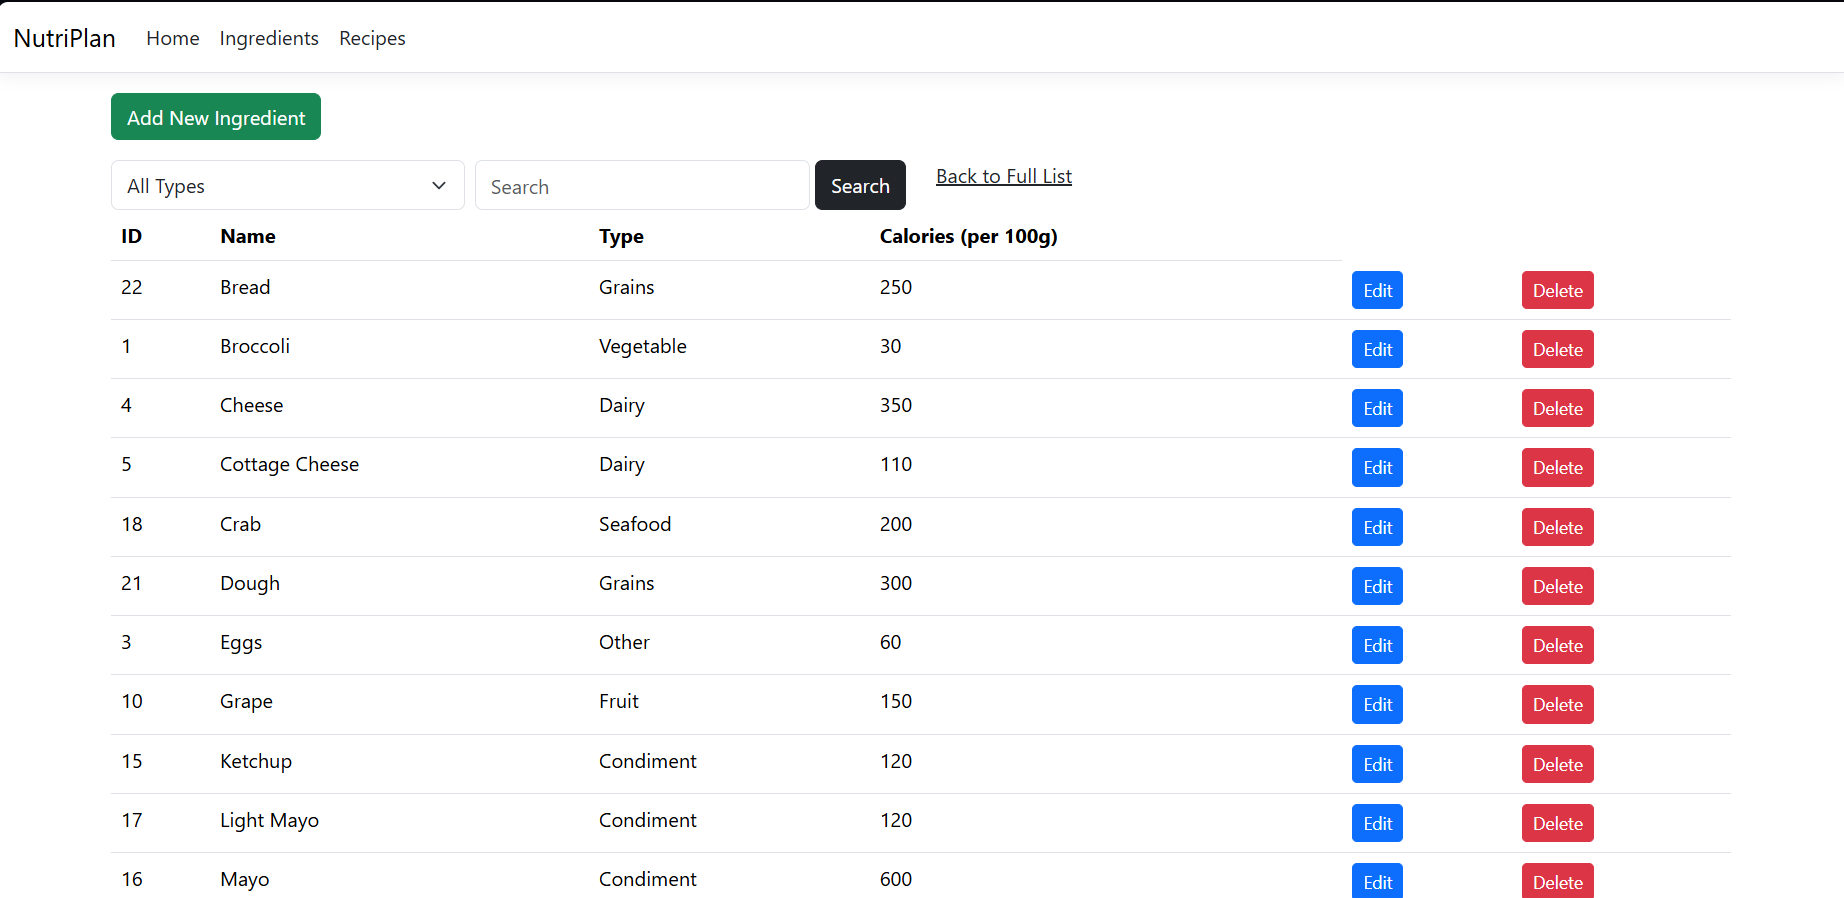 NutriPlan Home Ingredients Recipes
Add New Ingredient
All Types Search Search Back to Full List
ID Name Type Calories (per 100g)
22 Bread Grains 250 Edit Delete
1 Broccoli Vegetable 30 Edit Delete
4 Cheese Dairy 350 Edit Delete
5 Cottage Cheese Dairy 110 Edit Delete
18 Crab Seafood 200 Edit Delete
21 Dough Grains 300 Edit Delete
3 Eggs Other 60 Edit Delete
10 Grape Fruit 150 Edit Delete
15 Ketchup Condiment 120 Edit Delete
17 Light Mayo Condiment 120 Edit Delete
16 Mayo Condiment 600 Edit Delete